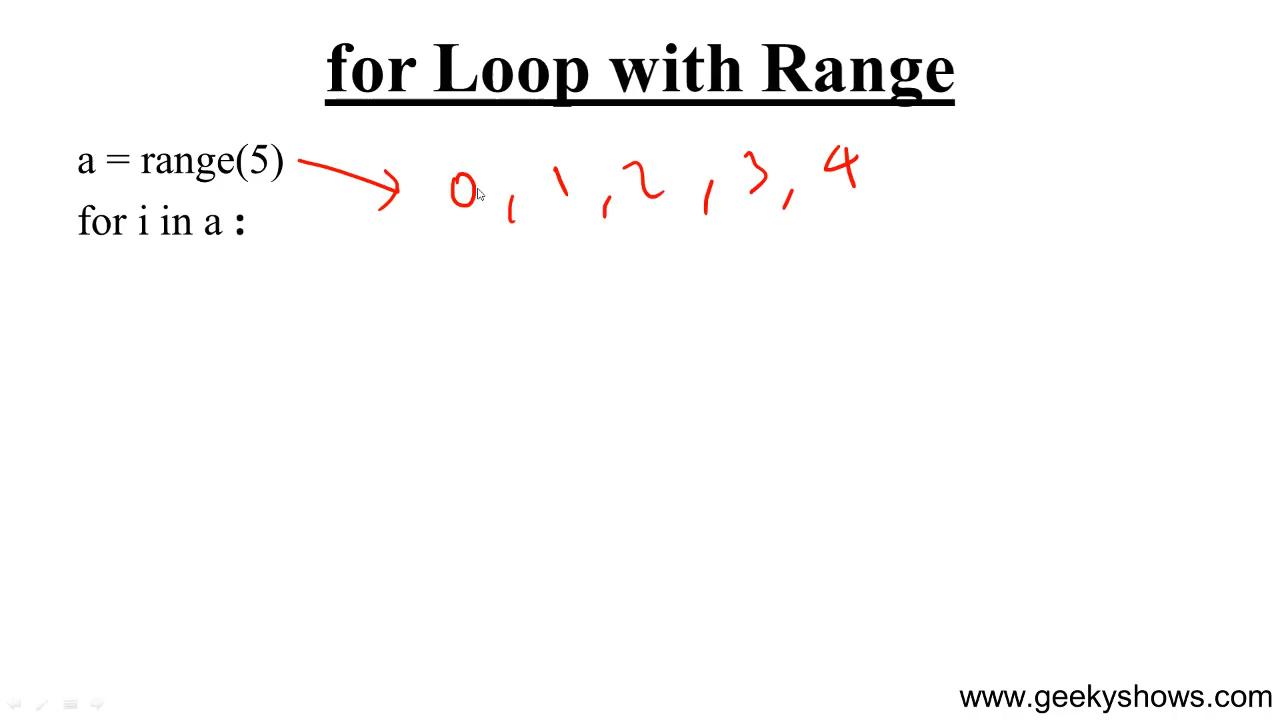 for Loop with Range
a = range(5) 0, 1, 2, 3, 4
for i in a :
www.geekyshows.com